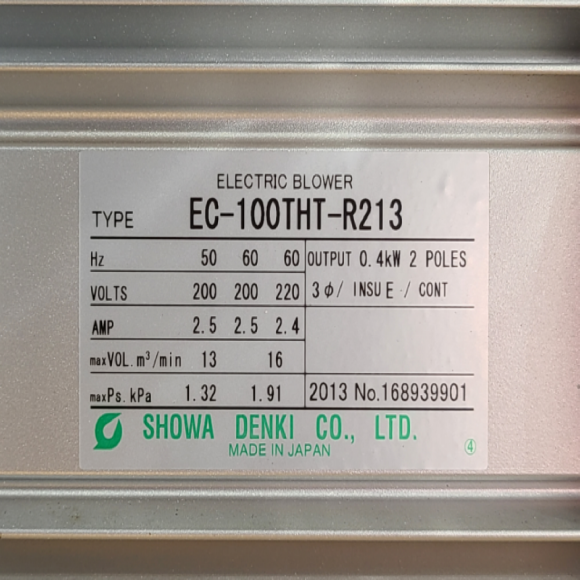 ELECTRIC BLOWER
TYPE EC-100THT-R213
Hz 50 60 60 OUTPUT 0.4kW 2 POLES
VOLTS 200 200 220 3φ/ INSU E / CONT
AMP 2.5 2.5 2.4
maxVOL.m³/min 13 16
maxPs.kPa 1.32 1.91 2013 No.168939901
SHOWA DENKI CO., LTD.
MADE IN JAPAN
④